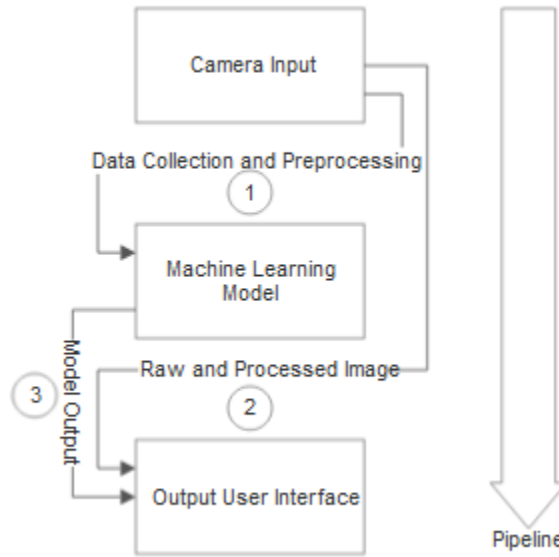 Camera Input
Data Collection and Preprocessing
1
Machine Learning
Model
Raw and Processed Image
2
3
Model Output
Output User Interface
Pipeline